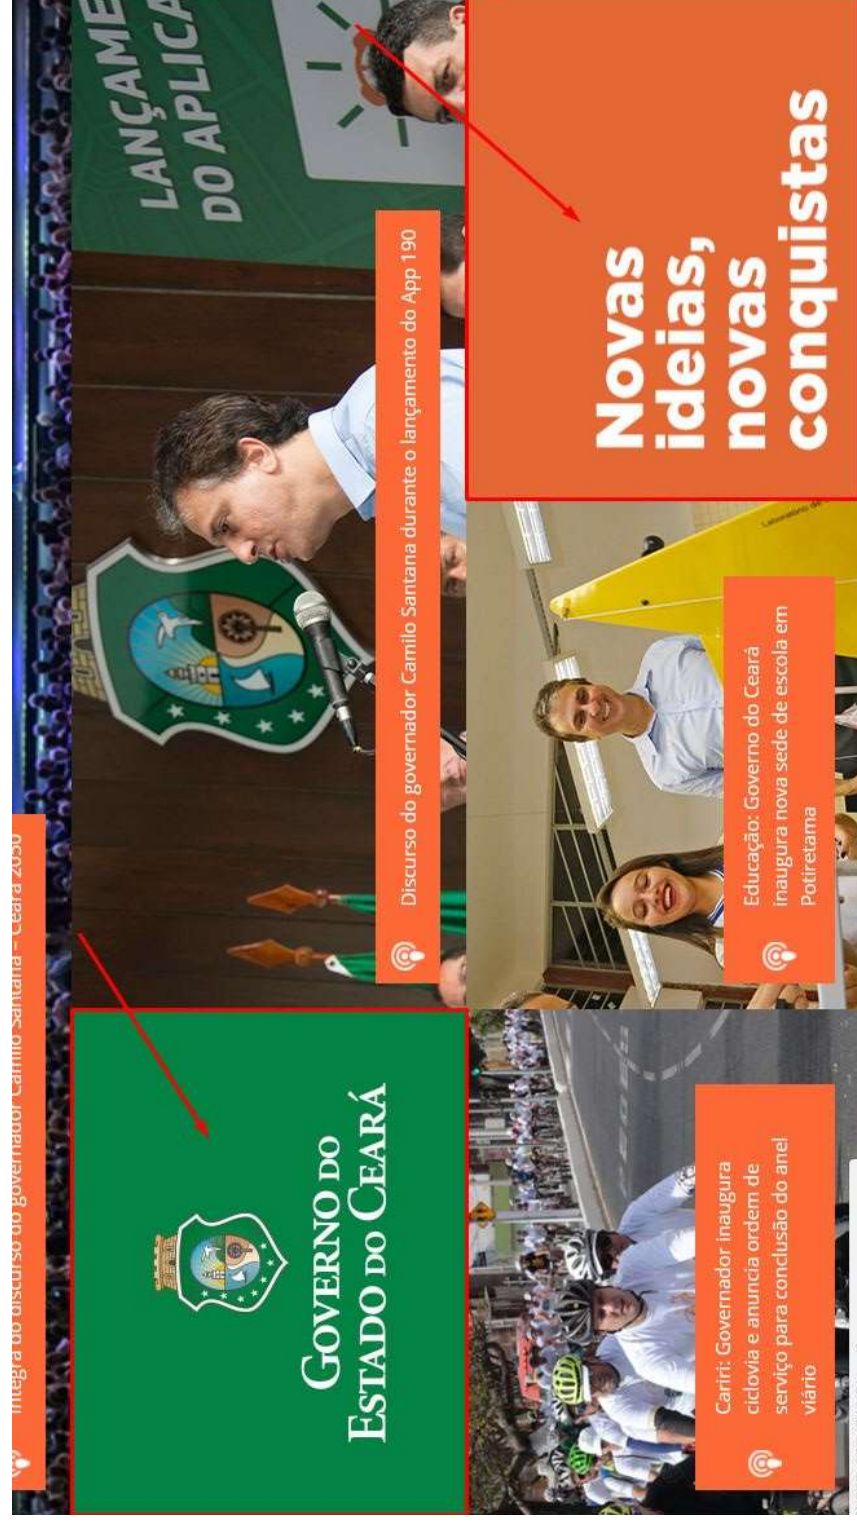 Íntegra do discurso do governador Camilo Santana – Ceará 2050
GOVERNO DO
ESTADO DO CEARÁ
LANÇAME
DO APLICA
Discurso do governador Camilo Santana durante o lançamento do App 190
Cariri: Governador inaugura
ciclovia e anuncia ordem de
serviço para conclusão do anel
viário
Laboratório de
Educação: Governo do Ceará
inaugura nova sede de escola em
Potiretama
Novas
ideias,
novas
conquistas